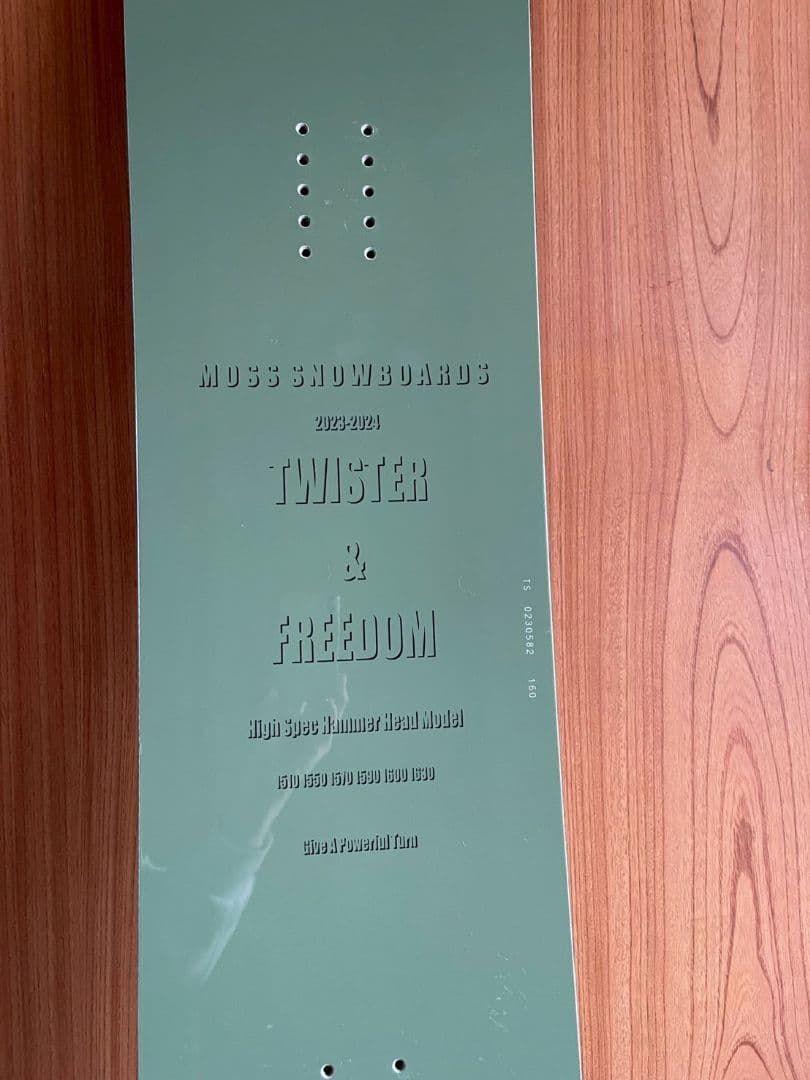 MOSS SNOWBOARDS
2023-2024
TWISTER
&
FREEDOM
High Spec Hammer Head Model
1510 1550 1570 1590 1600 1630
Give A Powerful Turn
TS 0230582 160